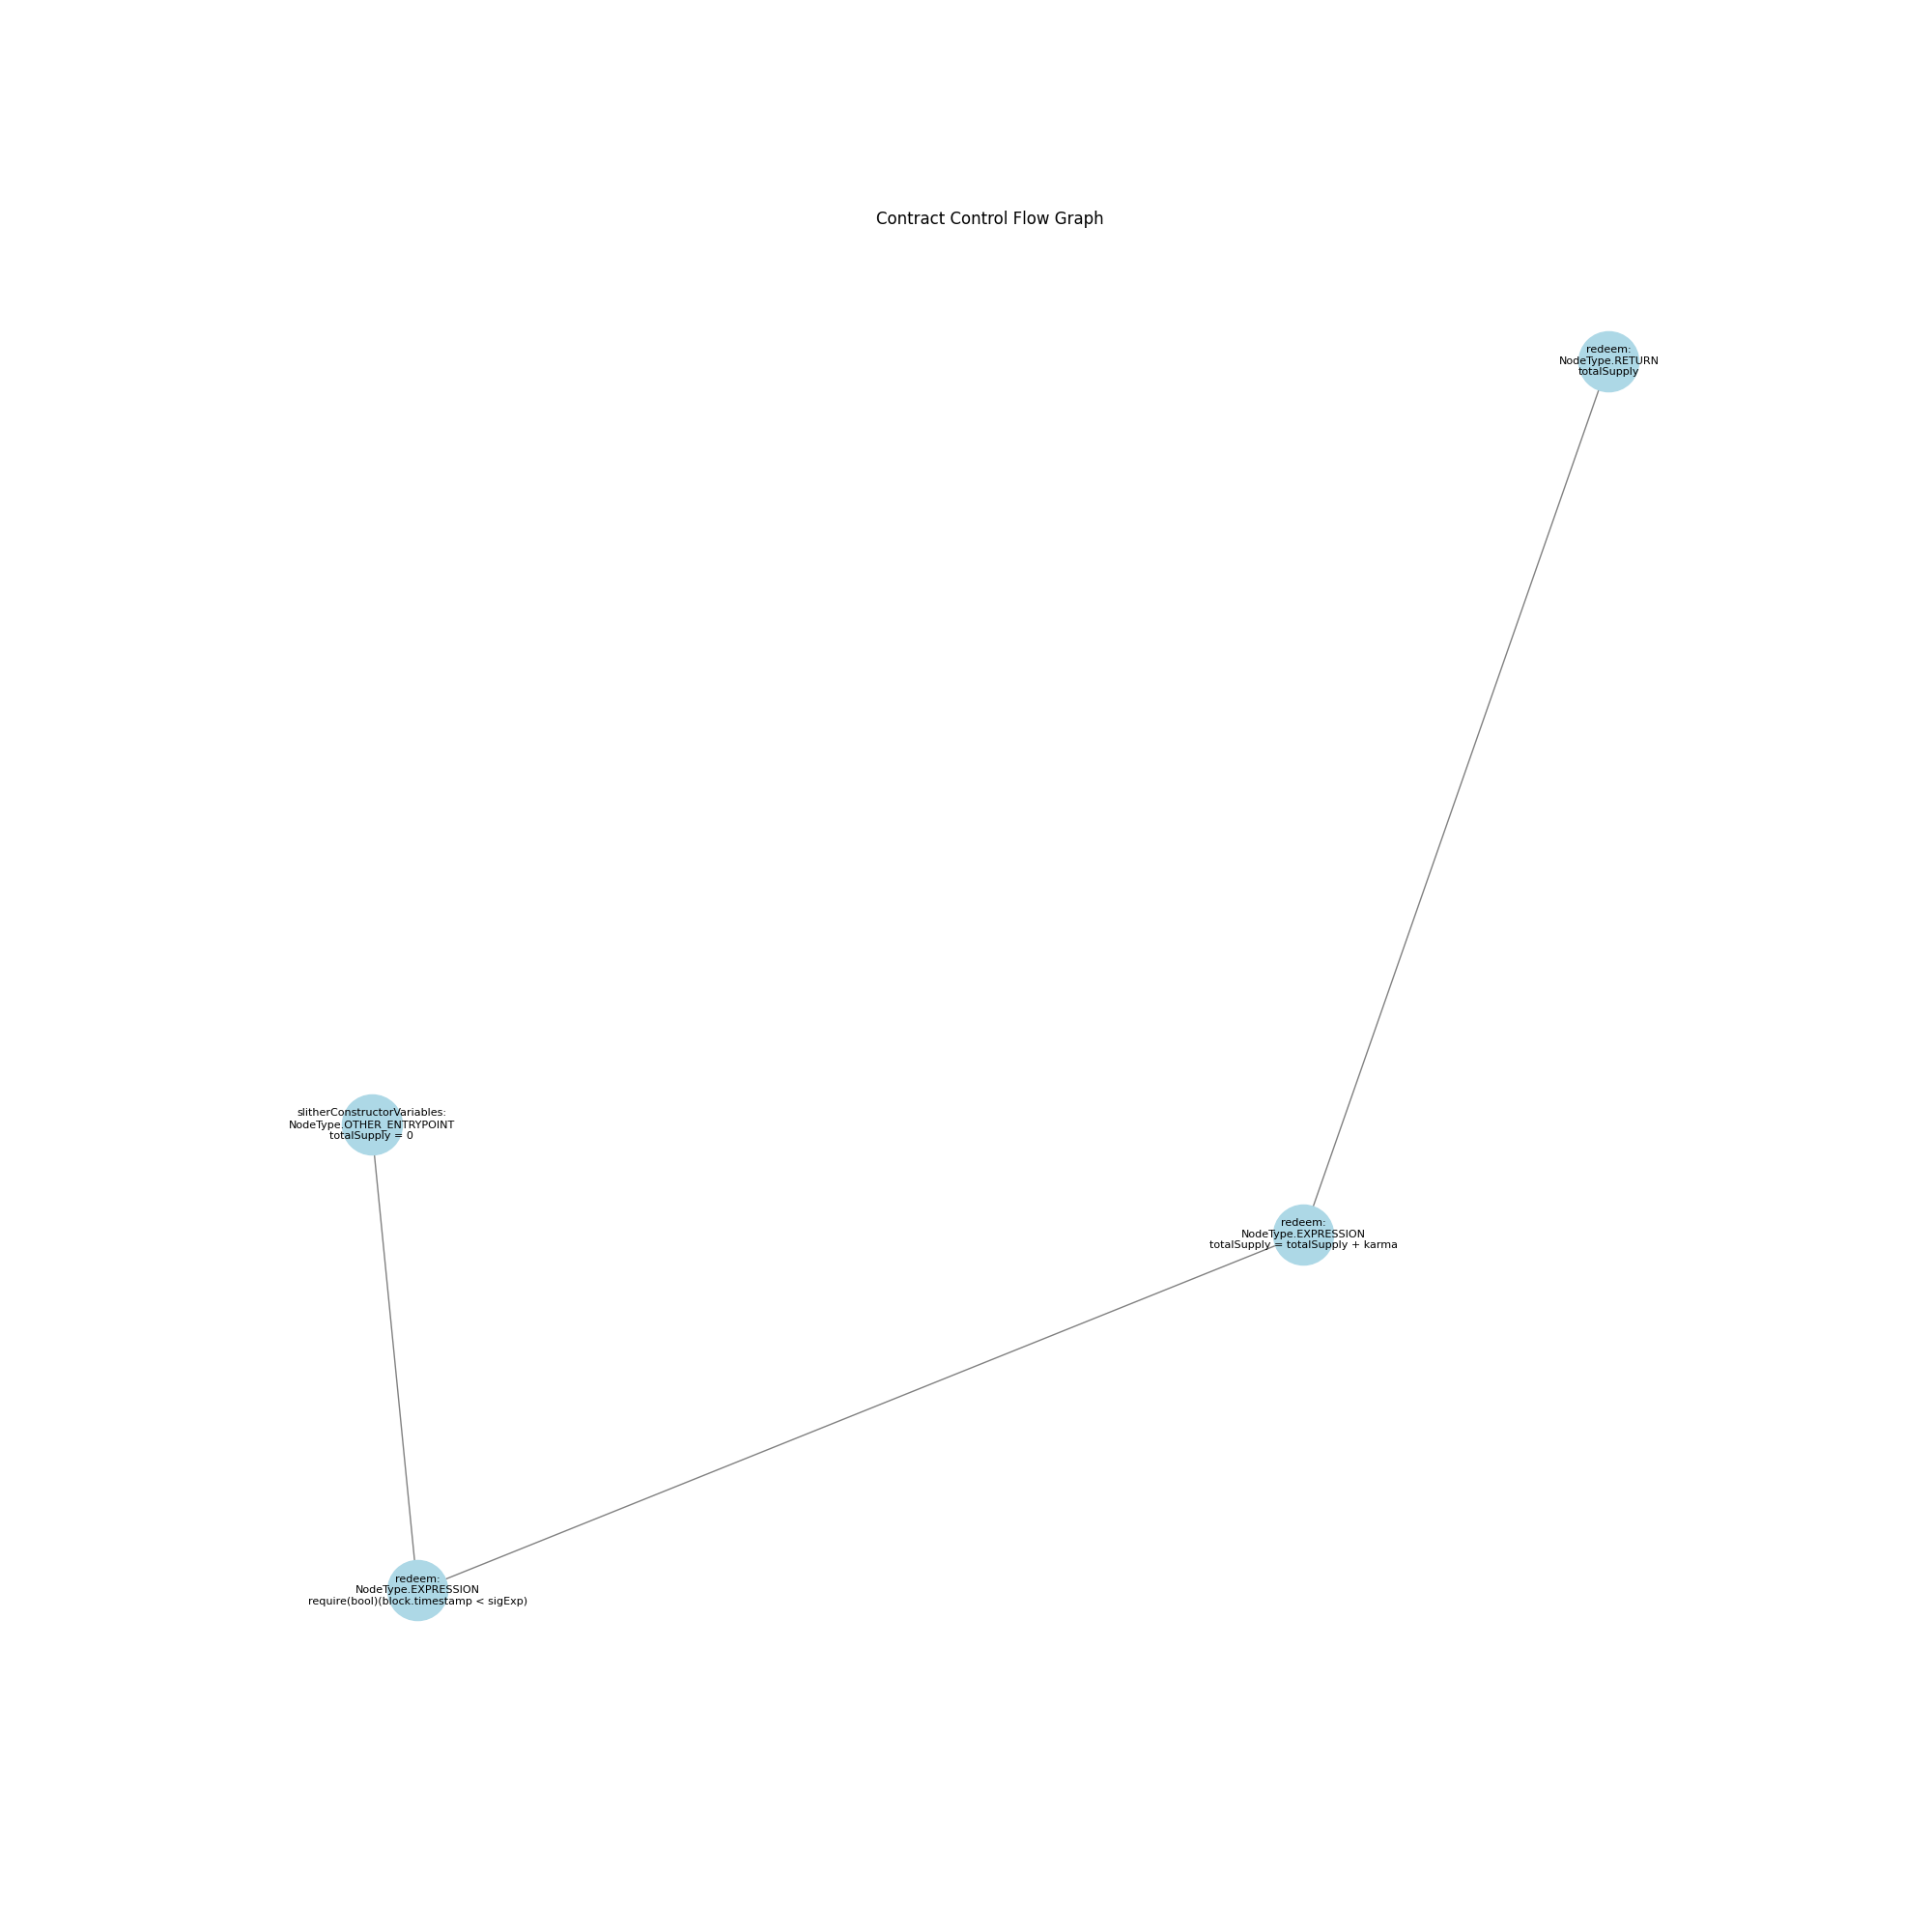 Contract Control Flow Graph
redeem:
NodeType.RETURN
totalSupply
slitherConstructorVariables:
NodeType.OTHER_ENTRYPOINT
totalSupply = 0
redeem:
NodeType.EXPRESSION
totalSupply = totalSupply + karma
redeem:
NodeType.EXPRESSION
require(bool)(block.timestamp < sigExp)